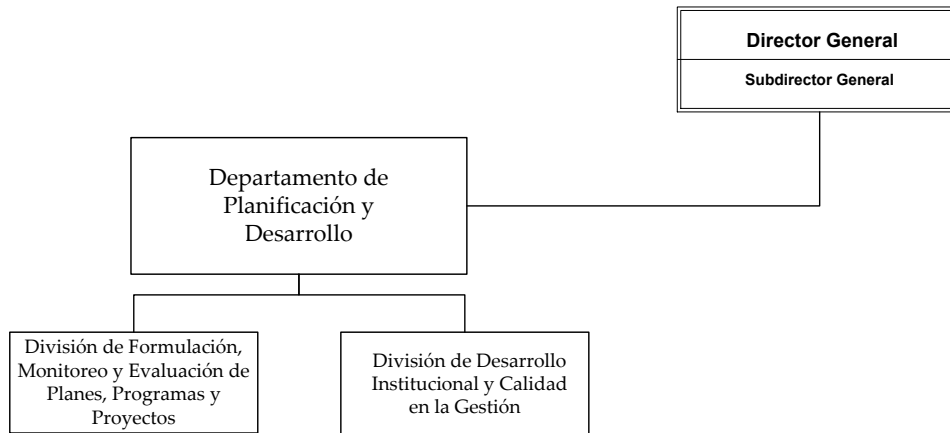 Director General
Subdirector General
Departamento de
Planificación y
Desarrollo
División de Formulación,
Monitoreo y Evaluación de
Planes, Programas y
Proyectos
División de Desarrollo
Institucional y Calidad
en la Gestión